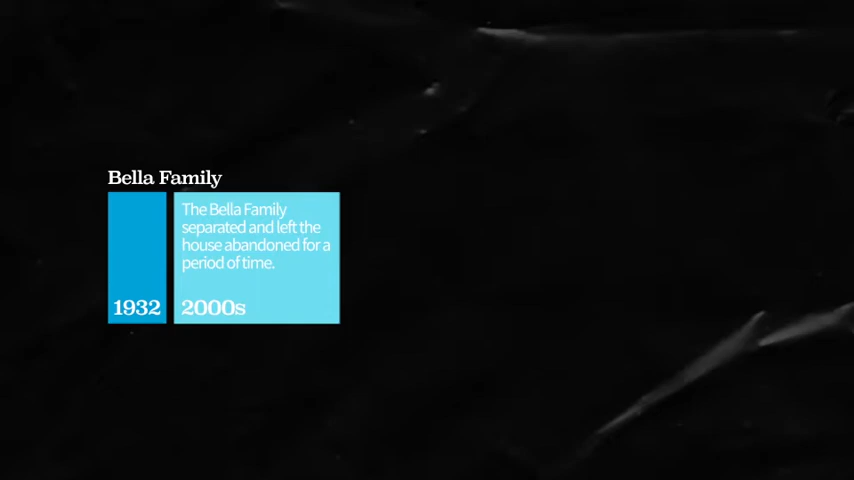 Bella Family
The Bella Family
separated and left the
house abandoned for a
period of time.
1932
2000s